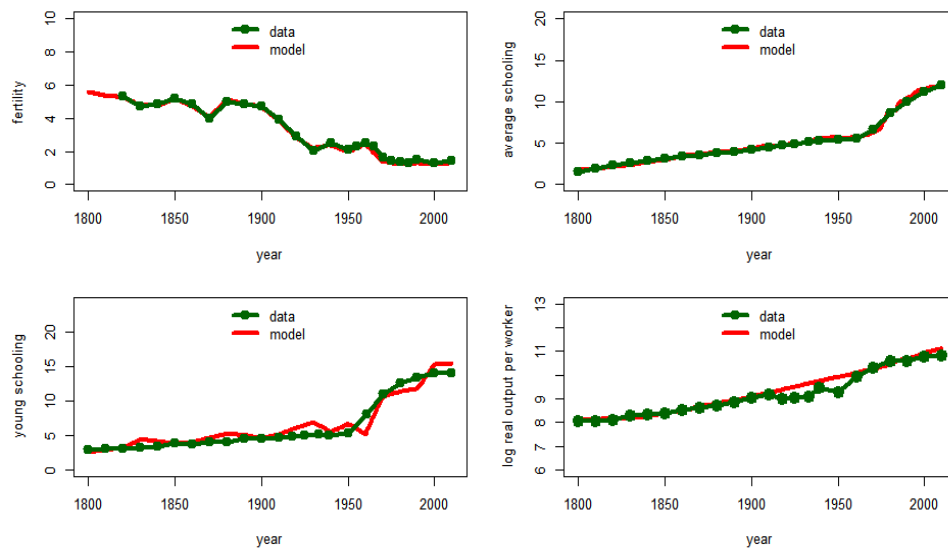 fertility
0 2 4 6 8 10
data
model
1800 1850 1900 1950 2000
year
average schooling
0 5 10 15 20
data
model
1800 1850 1900 1950 2000
year
young schooling
0 5 10 15 20
data
model
1800 1850 1900 1950 2000
year
log real output per worker
6 8 9 11 13
data
model
1800 1850 1900 1950 2000
year